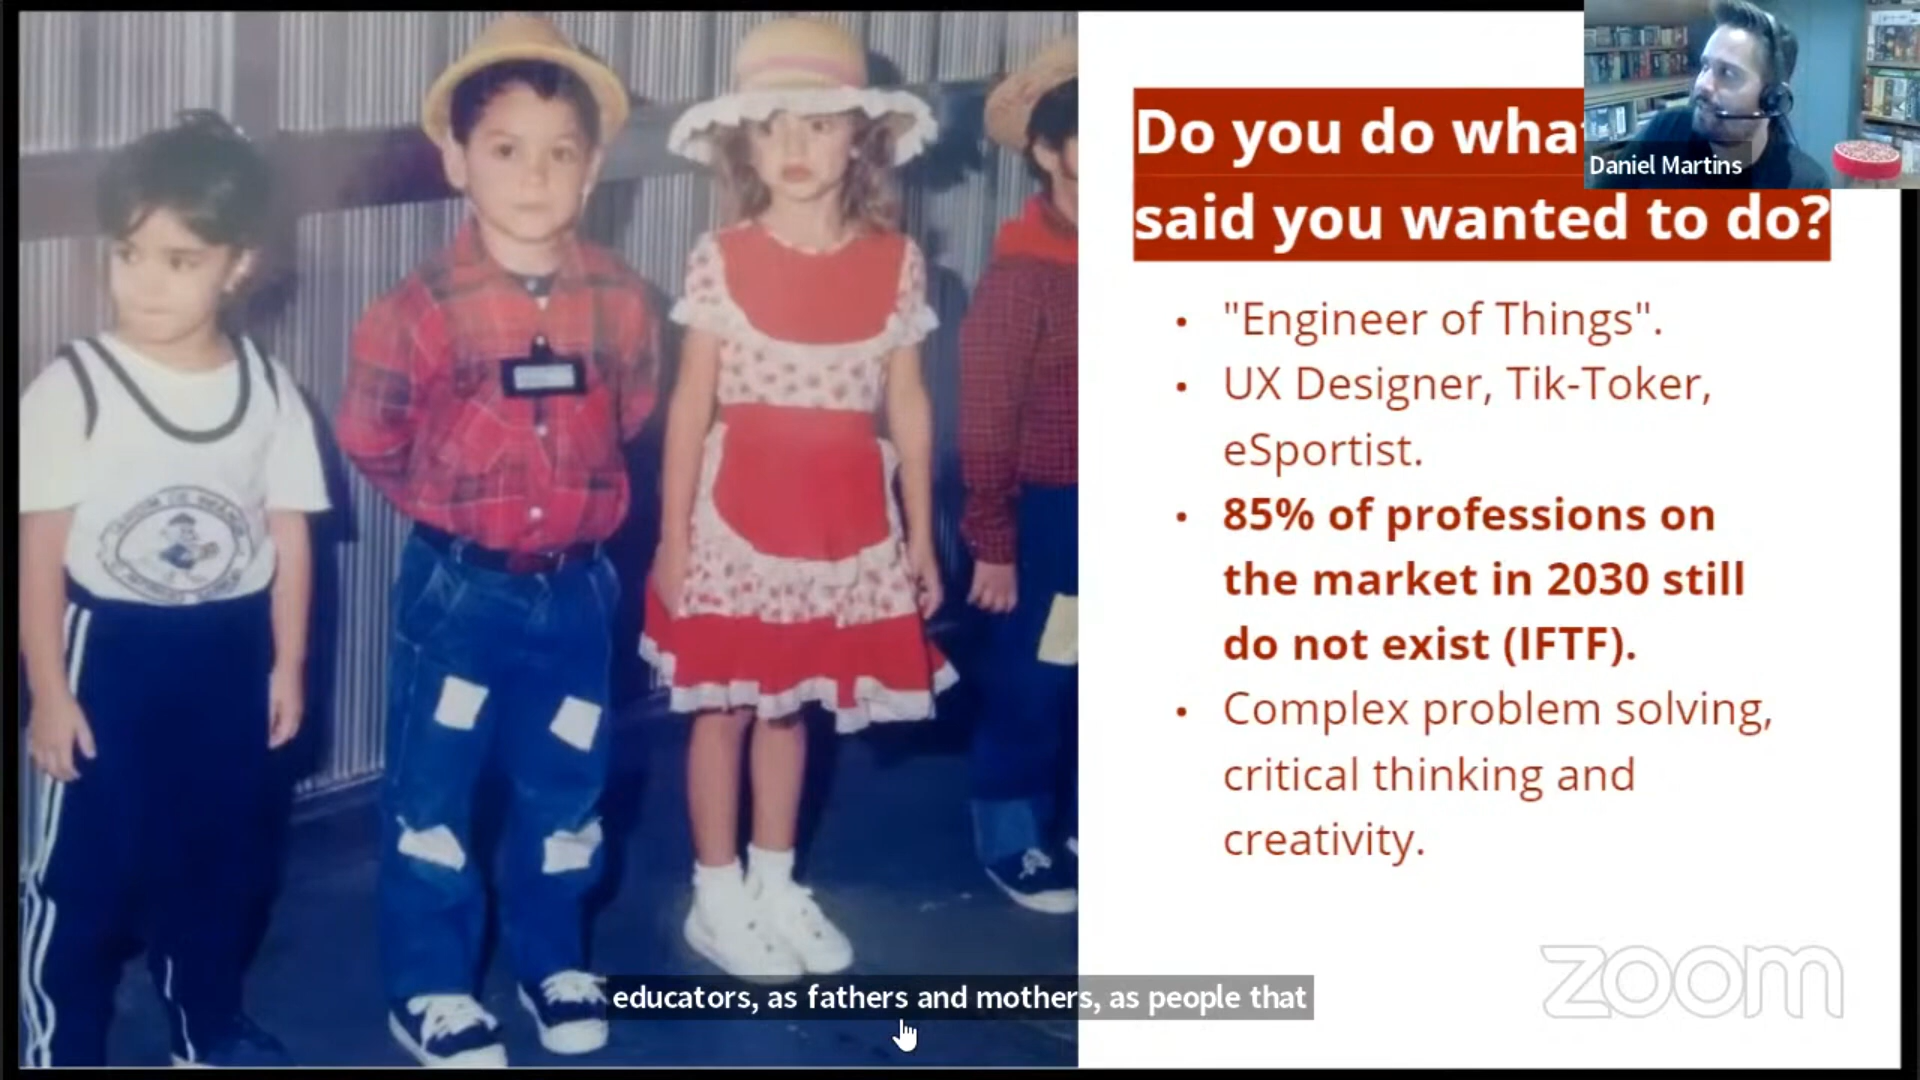 Do you do wha
said you wanted to do?
Daniel Martins
• "Engineer of Things".
• UX Designer, Tik-Toker,
eSportist.
• 85% of professions on
the market in 2030 still
do not exist (IFTF).
• Complex problem solving,
critical thinking and
creativity.
educators, as fathers and mothers, as people that
zoom